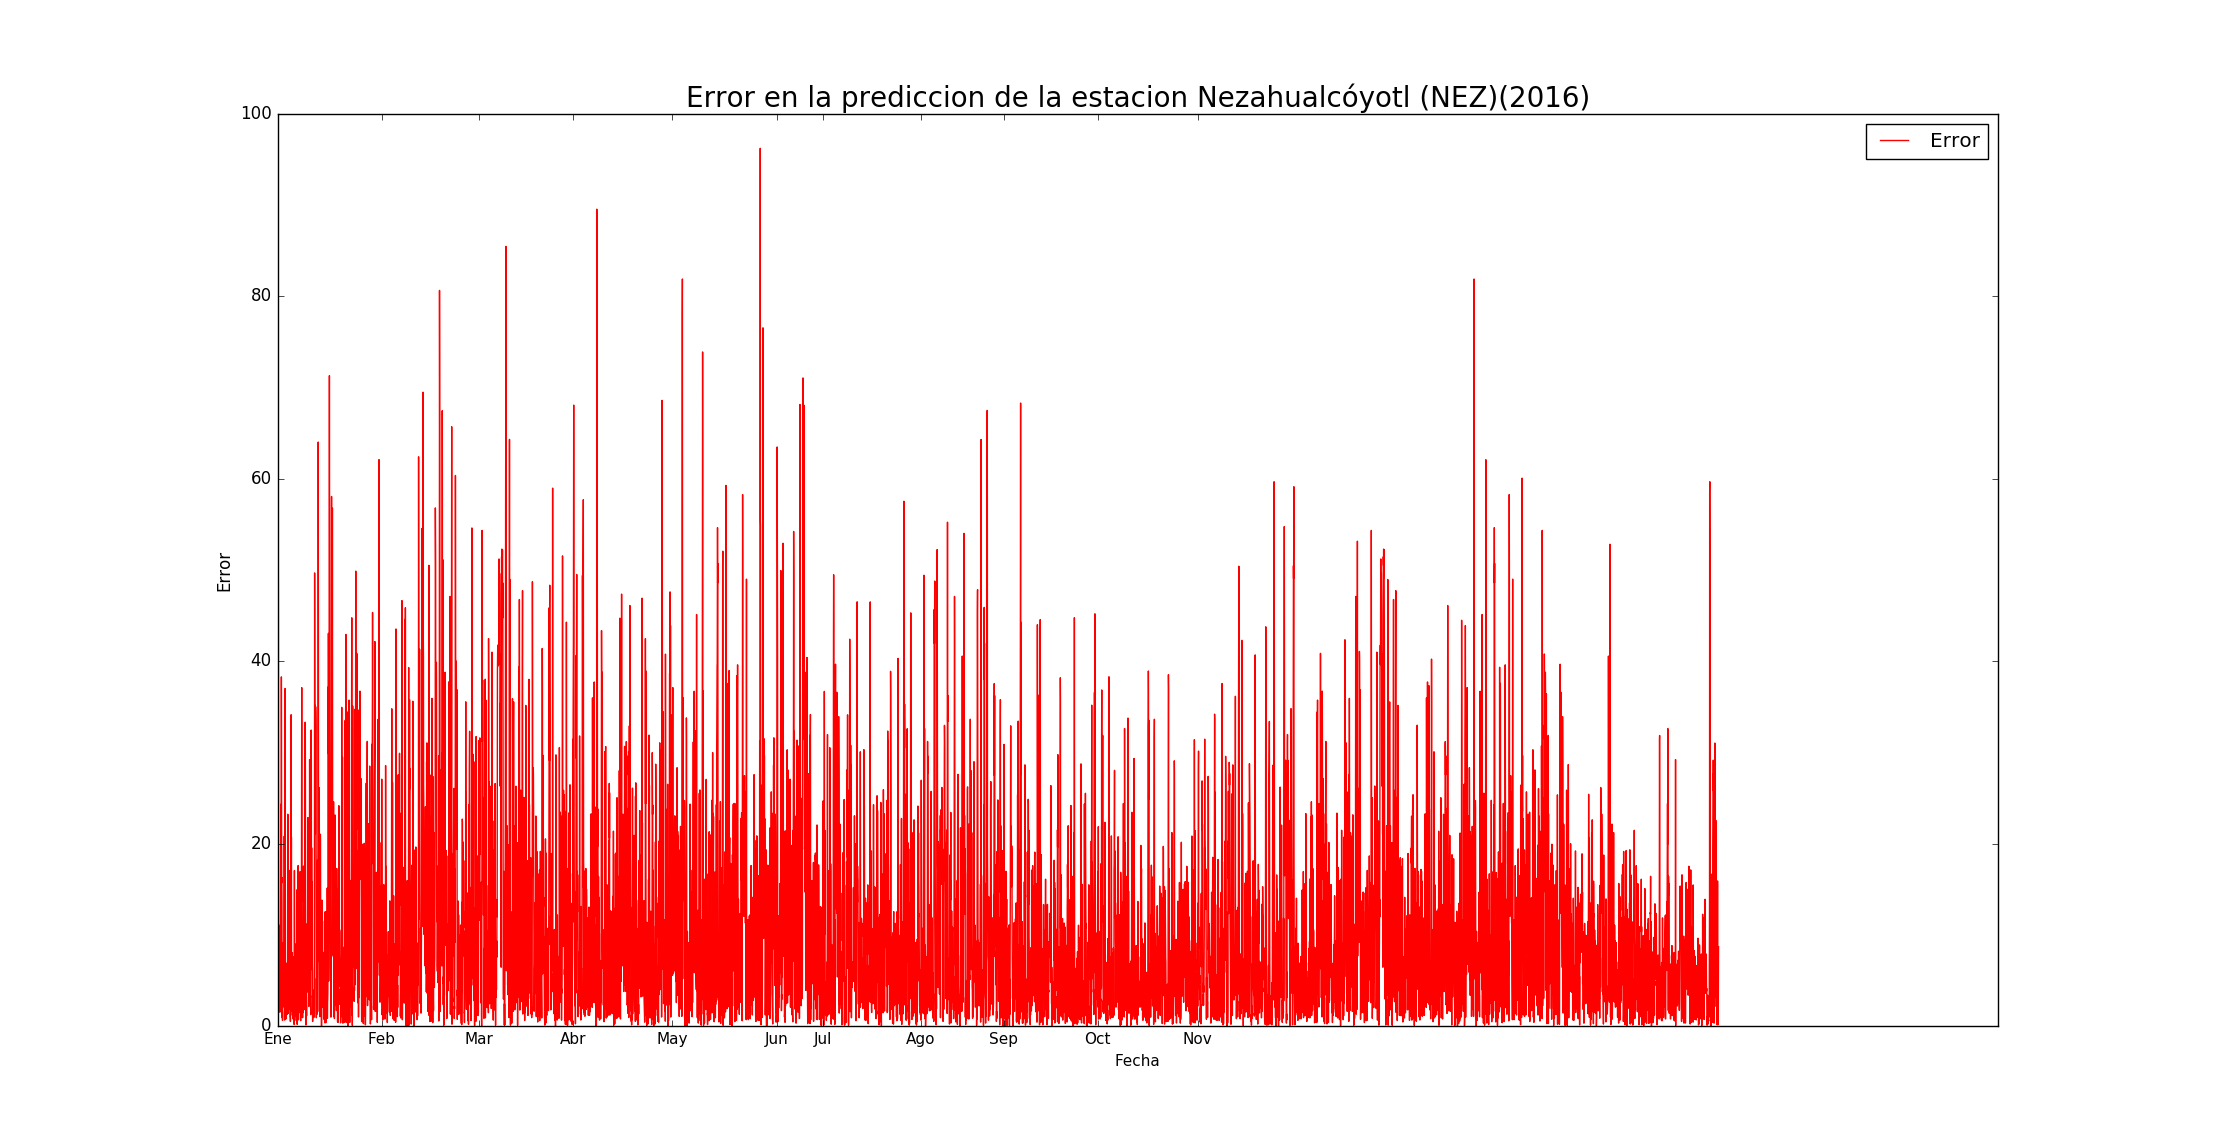 Error en la prediccion de la estacion Nezahualcóyotl (NEZ)(2016)
Error
100
80
60
40
20
0
Error
Ene Feb Mar Abr May Jun Jul Ago Sep Oct Nov
Fecha